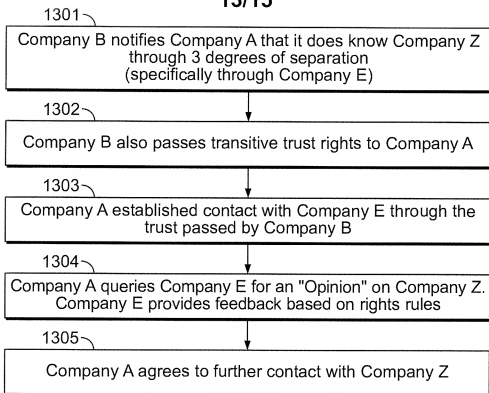 13/15
1301
Company B notifies Company A that it does know Company Z
through 3 degrees of separation
(specifically through Company E)
1302
Company B also passes transitive trust rights to Company A
1303
Company A established contact with Company E through the
trust passed by Company B
1304
Company A queries Company E for an "Opinion" on Company Z.
Company E provides feedback based on rights rules
1305
Company A agrees to further contact with Company Z